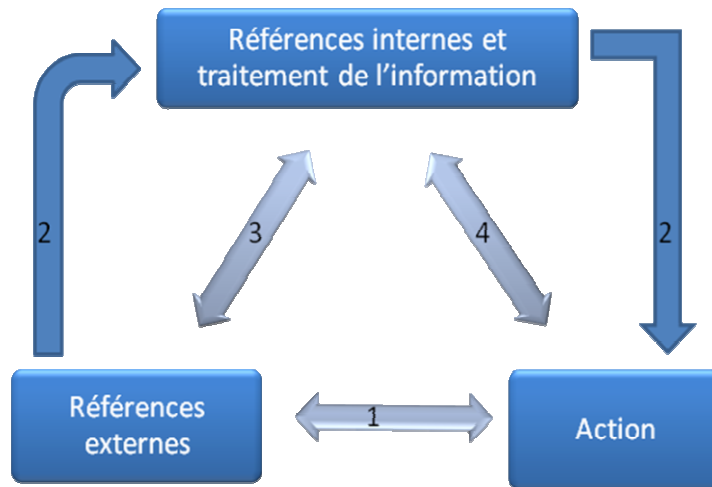 Références internes et
traitement de l'information
2
3
4
2
Références
externes
1
Action